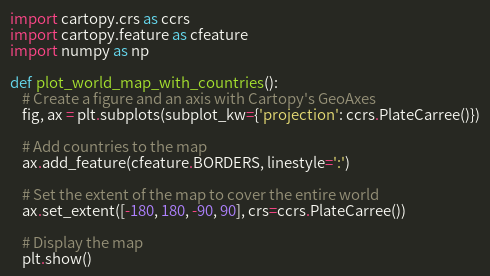 import cartopy.crs as ccrs
import cartopy.feature as cfeature
import numpy as np

def plot_world_map_with_countries():
    # Create a figure and an axis with Cartopy's GeoAxes
    fig, ax = plt.subplots(subplot_kw={'projection': ccrs.PlateCarree()})

    # Add countries to the map
    ax.add_feature(cfeature.BORDERS, linestyle=':')

    # Set the extent of the map to cover the entire world
    ax.set_extent([-180, 180, -90, 90], crs=ccrs.PlateCarree())

    # Display the map
    plt.show()